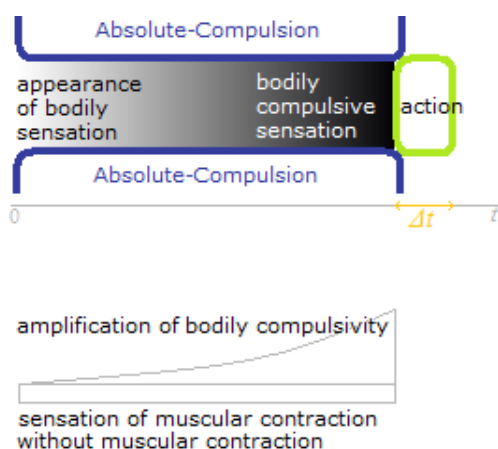 Absolute-Compulsion
appearance
of bodily
sensation
bodily
compulsive
sensation
action
Absolute-Compulsion
0
Δt
t
amplification of bodily compulsivity
sensation of muscular contraction
without muscular contraction